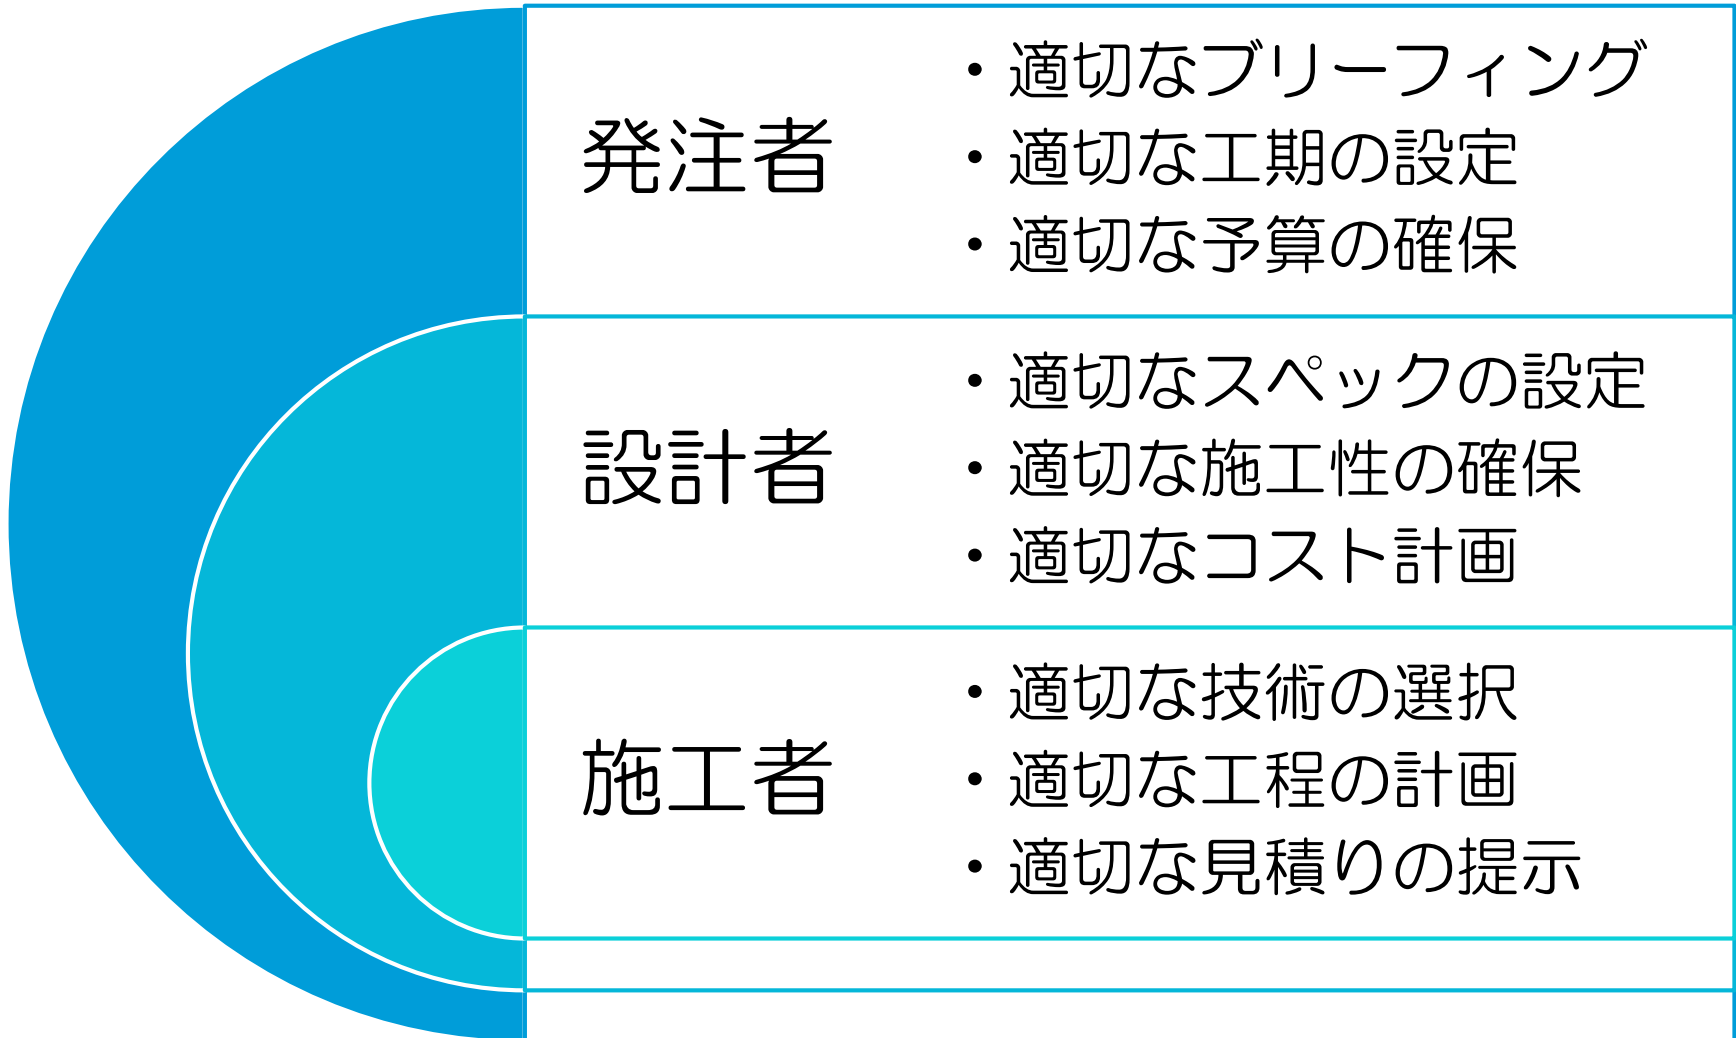 発注者
・適切なブリーフィング
・適切な工期の設定
・適切な予算の確保
設計者
・適切なスペックの設定
・適切な施工性の確保
・適切なコスト計画
施工者
・適切な技術の選択
・適切な工程の計画
・適切な見積りの提示